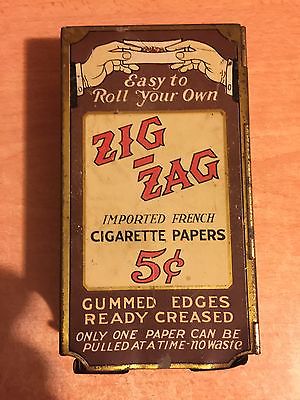 Easy to
Roll Your Own
ZIG
-
ZAG
IMPORTED FRENCH
CIGARETTE PAPERS
5¢
GUMMED EDGES
READY CREASED
ONLY ONE PAPER CAN BE
PULLED AT A TIME - no waste